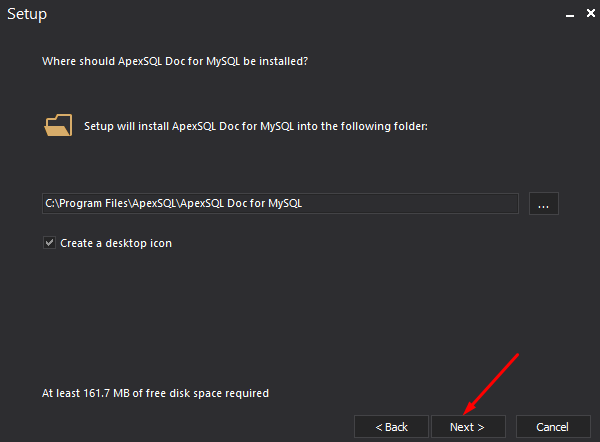 Setup
Where should ApexSQL Doc for MySQL be installed?
Setup will install ApexSQL Doc for MySQL into the following folder:
C:\Program Files\ApexSQL\ApexSQL Doc for MySQL
...
Create a desktop icon
At least 161.7 MB of free disk space required
< Back
Next >
Cancel